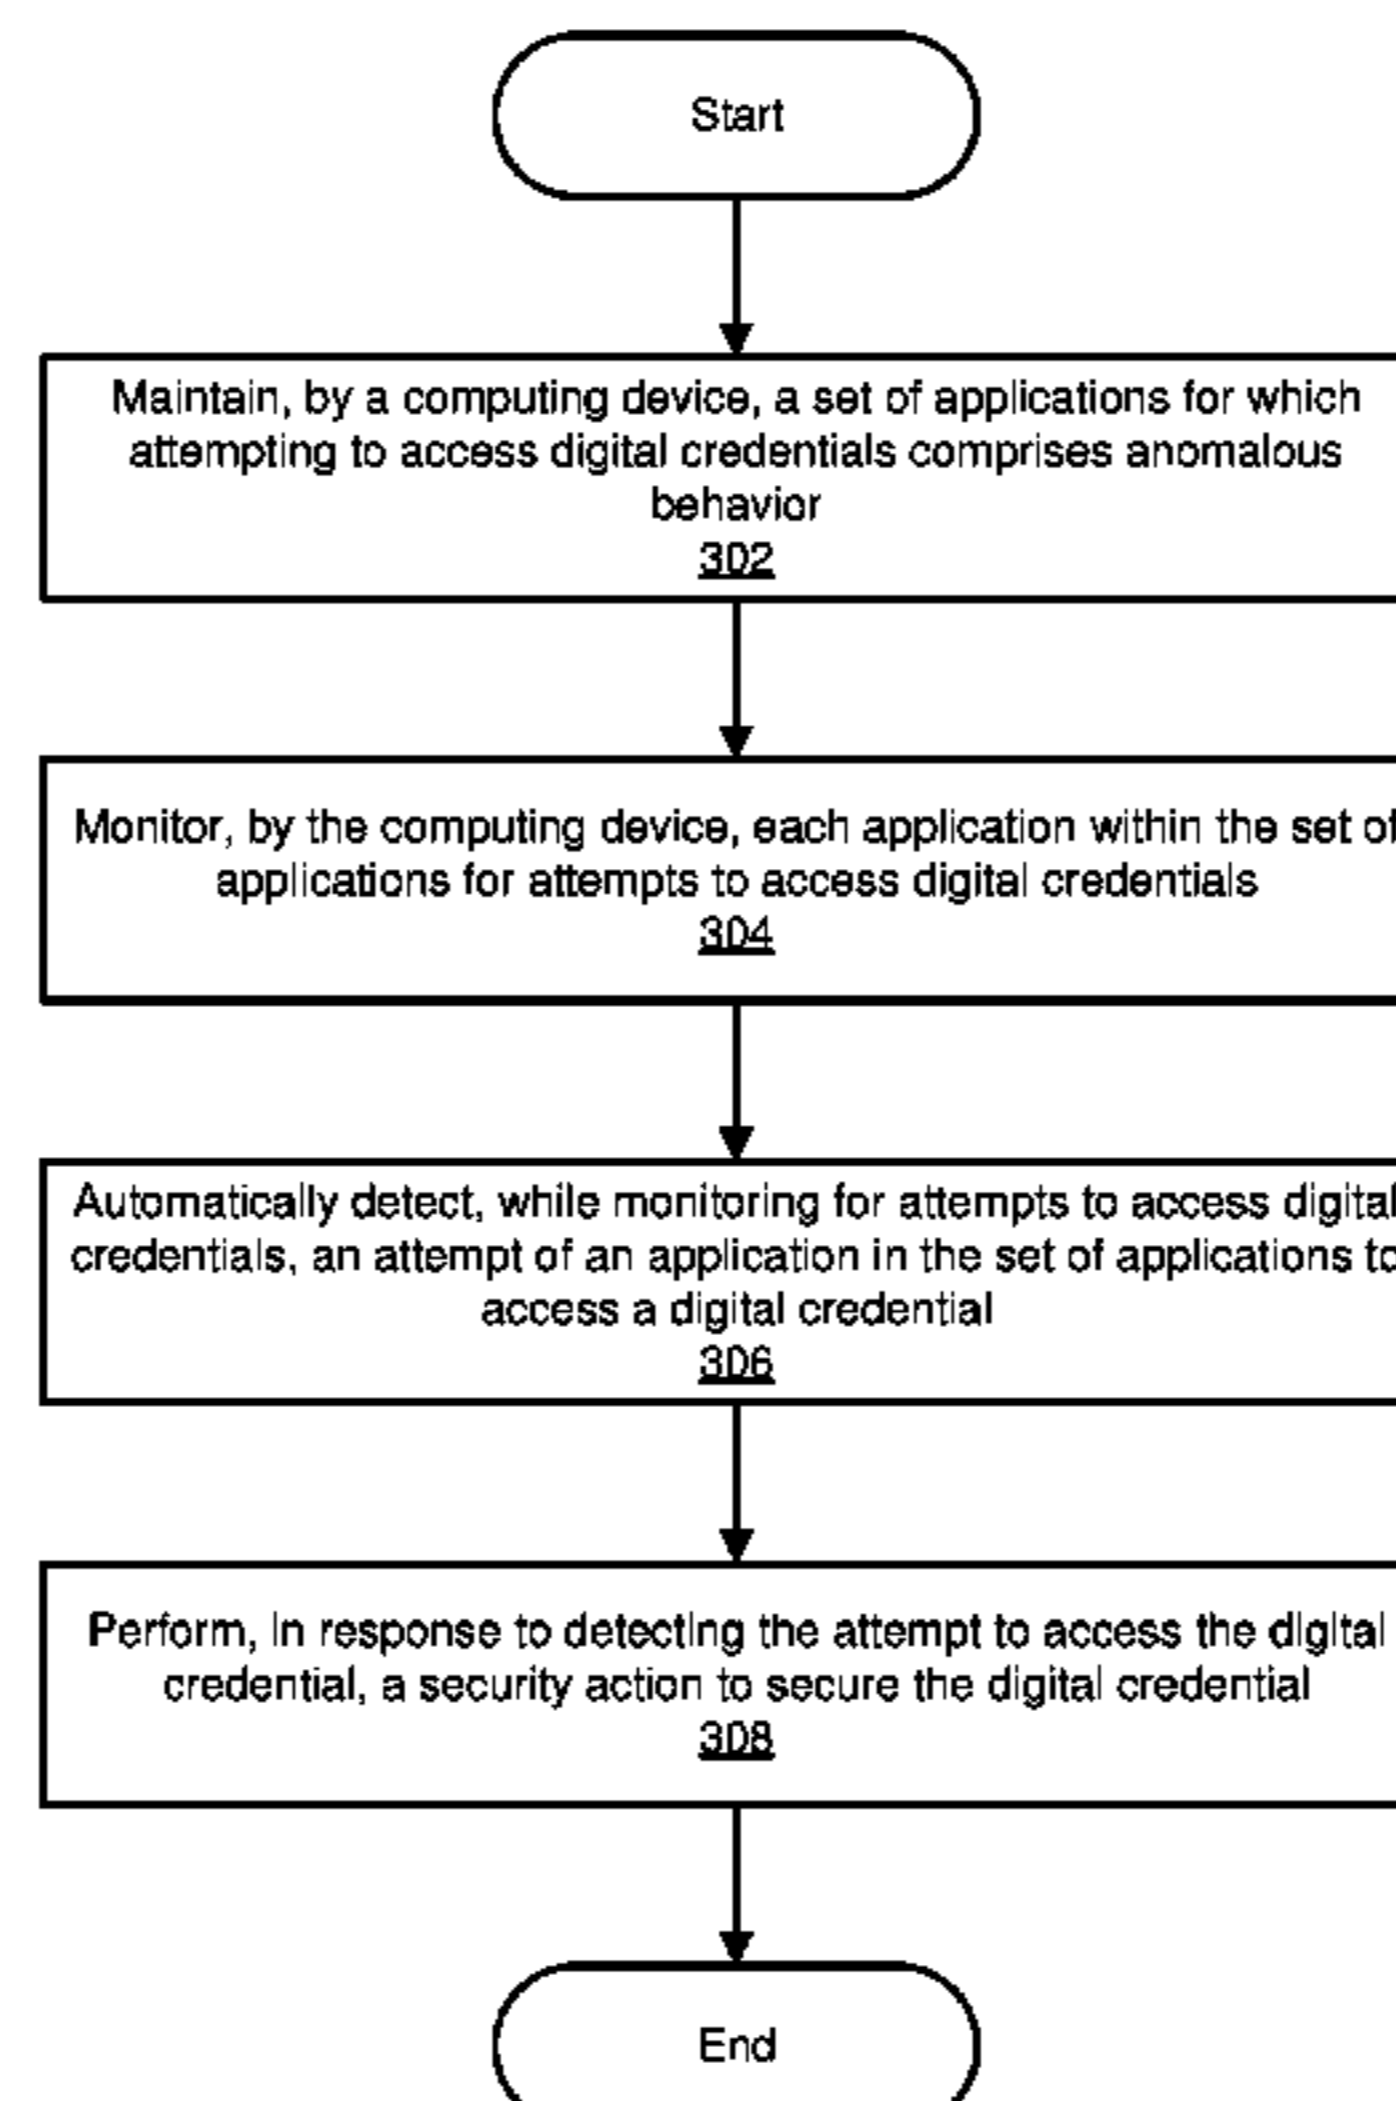 Start
Maintain, by a computing device, a set of applications for which
attempting to access digital credentials comprises anomalous
behavior
302
Monitor, by the computing device, each application within the set of
applications for attempts to access digital credentials
304
Automatically detect, while monitoring for attempts to access digital
credentials, an attempt of an application in the set of applications to
access a digital credential
306
Perform, in response to detecting the attempt to access the digital
credential, a security action to secure the digital credential
308
End